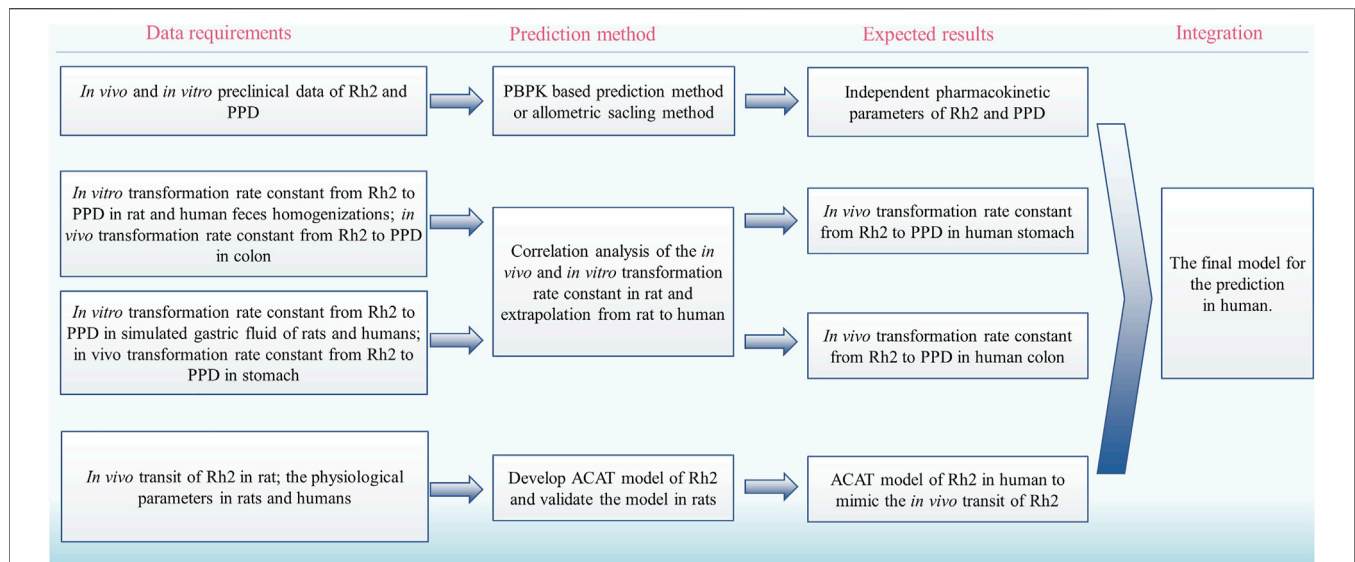 Data requirements
Prediction method
Expected results
Integration
In vivo and in vitro preclinical data of Rh2 and
PPD
PBPK based prediction method
or allometric sacling method
Independent pharmacokinetic
parameters of Rh2 and PPD
In vitro transformation rate constant from Rh2 to
PPD in rat and human feces homogenizations; in
vivo transformation rate constant from Rh2 to PPD
in colon
In vitro transformation rate constant from Rh2 to
PPD in simulated gastric fluid of rats and humans;
in vivo transformation rate constant from Rh2 to
PPD in stomach
Correlation analysis of the in
vivo and in vitro transformation
rate constant in rat and
extrapolation from rat to human
In vivo transformation rate constant
from Rh2 to PPD in human stomach
In vivo transformation rate constant
from Rh2 to PPD in human colon
In vivo transit of Rh2 in rat; the physiological
parameters in rats and humans
Develop ACAT model of Rh2
and validate the model in rats
ACAT model of Rh2 in human to
mimic the in vivo transit of Rh2
The final model for
the prediction
in human.